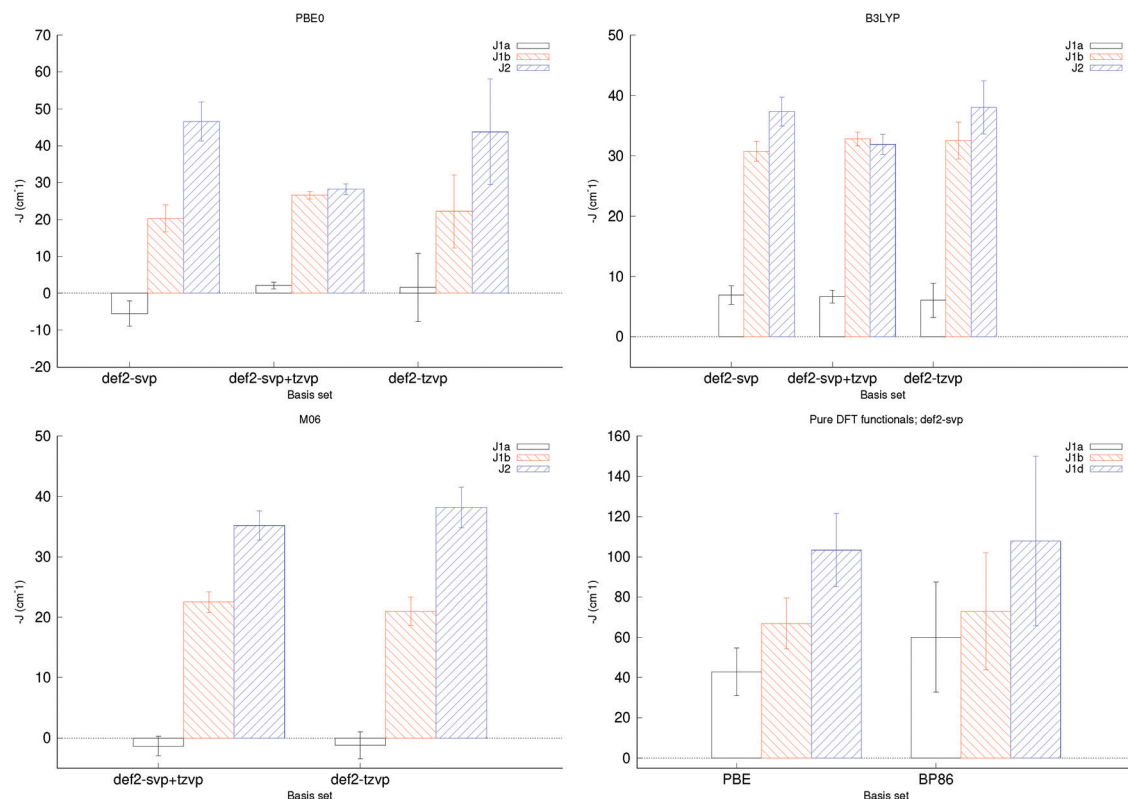 PBE0
70
60
50
40
30
20
10
0
-10
-20
-J (cm^-1)
J1a
J1b
J2
def2-svp
def2-svp+tzvp
def2-tzvp
Basis set
B3LYP
50
40
30
20
10
0
-J (cm^-1)
J1a
J1b
J2
def2-svp
def2-svp+tzvp
def2-tzvp
Basis set
M06
50
40
30
20
10
0
-J (cm^-1)
J1a
J1b
J2
def2-svp+tzvp
def2-tzvp
Basis set
Pure DFT functionals; def2-svp
160
140
120
100
80
60
40
20
0
-J (cm^-1)
J1a
J1b
J1d
PBE
BP86
Basis set